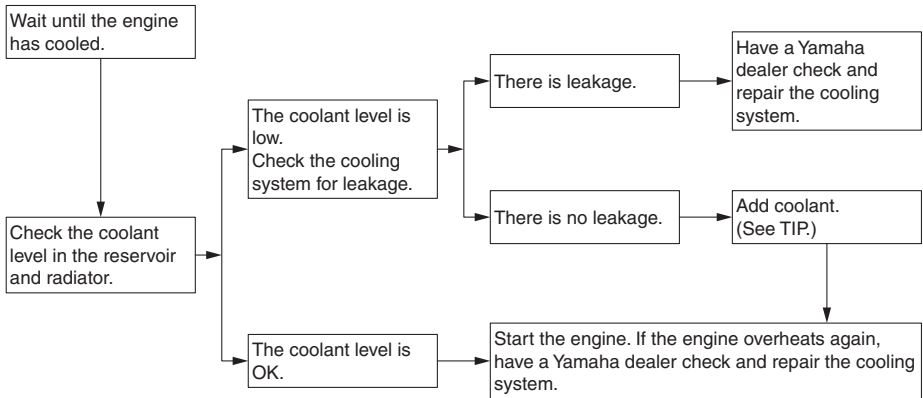 Wait until the engine
has cooled.
Check the coolant
level in the reservoir
and radiator.
The coolant level is
low.
Check the cooling
system for leakage.
There is leakage.
Have a Yamaha
dealer check and
repair the cooling
system.
There is no leakage.
Add coolant.
(See TIP.)
The coolant level is
OK.
Start the engine. If the engine overheats again,
have a Yamaha dealer check and repair the cooling
system.